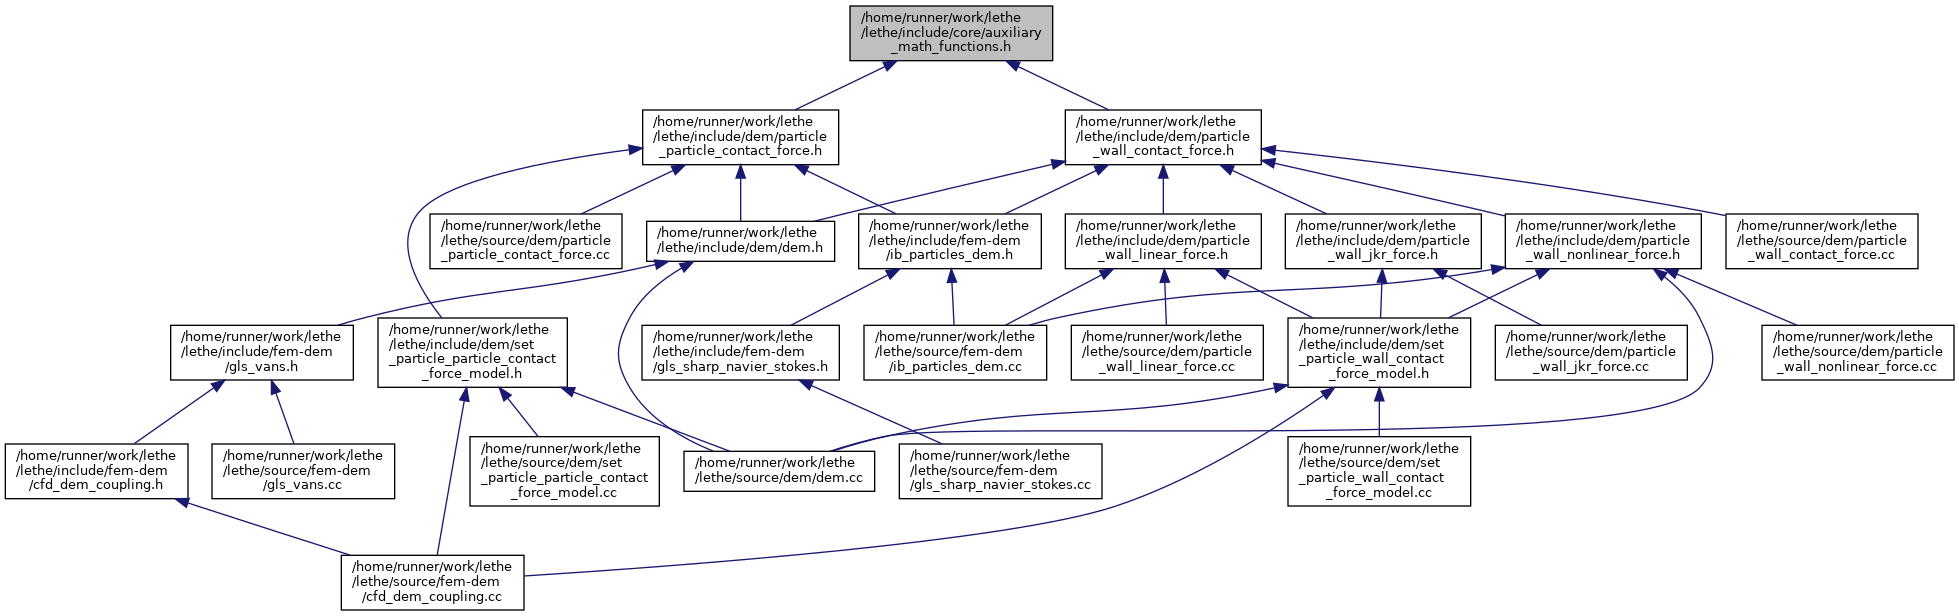 /home/runner/work/lethe
/lethe/include/core/auxiliary
_math_functions.h
/home/runner/work/lethe
/lethe/include/dem/particle
_particle_contact_force.h
/home/runner/work/lethe
/lethe/include/dem/particle
_wall_contact_force.h
/home/runner/work/lethe
/lethe/source/dem/particle
_particle_contact_force.cc
/home/runner/work/lethe
/lethe/include/dem/dem.h
/home/runner/work/lethe
/lethe/include/fem-dem
/ib_particles_dem.h
/home/runner/work/lethe
/lethe/include/dem/particle
_wall_linear_force.h
/home/runner/work/lethe
/lethe/include/dem/particle
_wall_jkr_force.h
/home/runner/work/lethe
/lethe/include/dem/particle
_wall_nonlinear_force.h
/home/runner/work/lethe
/lethe/source/dem/particle
_wall_contact_force.cc
/home/runner/work/lethe
/lethe/include/fem-dem
/gls_vans.h
/home/runner/work/lethe
/lethe/include/dem/set
_particle_particle_contact
_force_model.h
/home/runner/work/lethe
/lethe/include/fem-dem
/gls_sharp_navier_stokes.h
/home/runner/work/lethe
/lethe/source/fem-dem
/ib_particles_dem.cc
/home/runner/work/lethe
/lethe/source/dem/particle
_wall_linear_force.cc
/home/runner/work/lethe
/lethe/include/dem/set
_particle_wall_contact
_force_model.h
/home/runner/work/lethe
/lethe/source/dem/particle
_wall_jkr_force.cc
/home/runner/work/lethe
/lethe/source/dem/particle
_wall_nonlinear_force.cc
/home/runner/work/lethe
/lethe/include/fem-dem
/cfd_dem_coupling.h
/home/runner/work/lethe
/lethe/source/fem-dem
/gls_vans.cc
/home/runner/work/lethe
/lethe/source/dem/set
_particle_particle_contact
_force_model.cc
/home/runner/work/lethe
/lethe/source/dem/dem.cc
/home/runner/work/lethe
/lethe/source/fem-dem
/gls_sharp_navier_stokes.cc
/home/runner/work/lethe
/lethe/source/dem/set
_particle_wall_contact
_force_model.cc
/home/runner/work/lethe
/lethe/source/fem-dem
/cfd_dem_coupling.cc